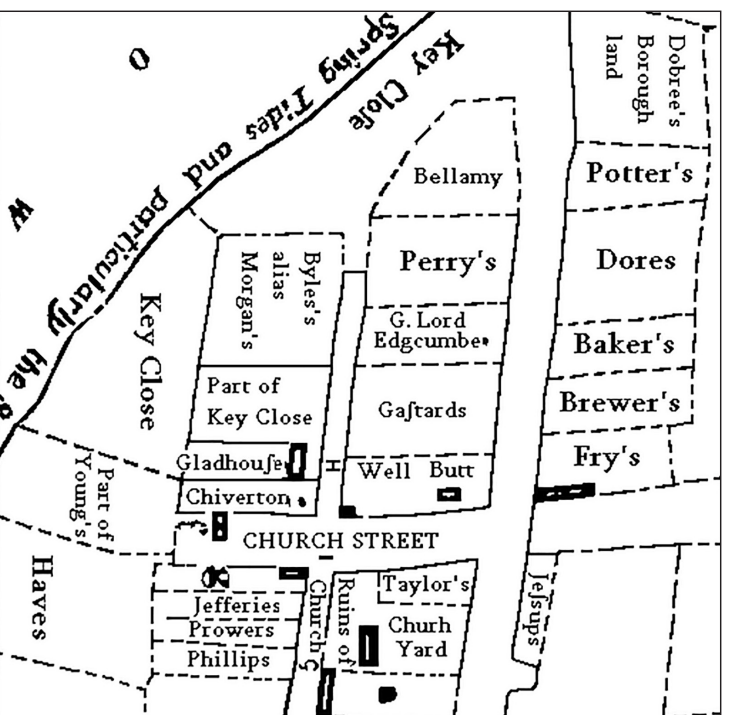 O
W
Spring Tides and particularly the S
Key Cloſe
Dobree's
Borough
land
Bellamy
Potter's
Perry's
Dores
Byles's
alias
Morgan's
Key Close
G. Lord
Edgcumbe
Baker's
Part of
Key Close
Gaſtards
Brewer's
Gladhouſe
Well Butt
Fry's
Chiverton
Part of
Young's
CHURCH STREET
Haves
Jefferies
Prowers
Phillips
Church
Ruins of
Taylor's
Churh
Yard
Jeſsups